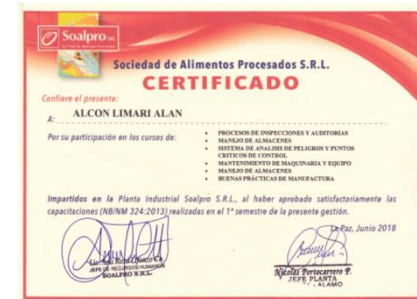 Soalpro SRL
Sociedad de Alimentos Procesados S.R.L.
CERTIFICADO
Confiere el presente:
A: ALCON LIMARI ALAN
Por su participación en los cursos de:
• PROCESOS DE INSPECCIONES Y AUDITORIAS
• MANEJO DE ALMACENES
• SISTEMA DE ANALISIS DE PELIGROS Y PUNTOS
CRITICOS DE CONTROL
• MANTENIMIENTO DE MAQUINARIA Y EQUIPO
• MANEJO DE ALMACENES
• BUENAS PRÁCTICAS DE MANUFACTURA
Impartidos en la Planta Industrial Soalpro S.R.L., al haber aprobado satisfactoriamente las
capacitaciones (NB/NM 324:2013) realizadas en el 1º semestre de la presente gestión.
La Paz, Junio 2018
JEFE DE RECURSOS HUMANOS
SOALPRO S.R.L.
Nicolás Portocarrero P.
JEFE PLANTA
ALAMO